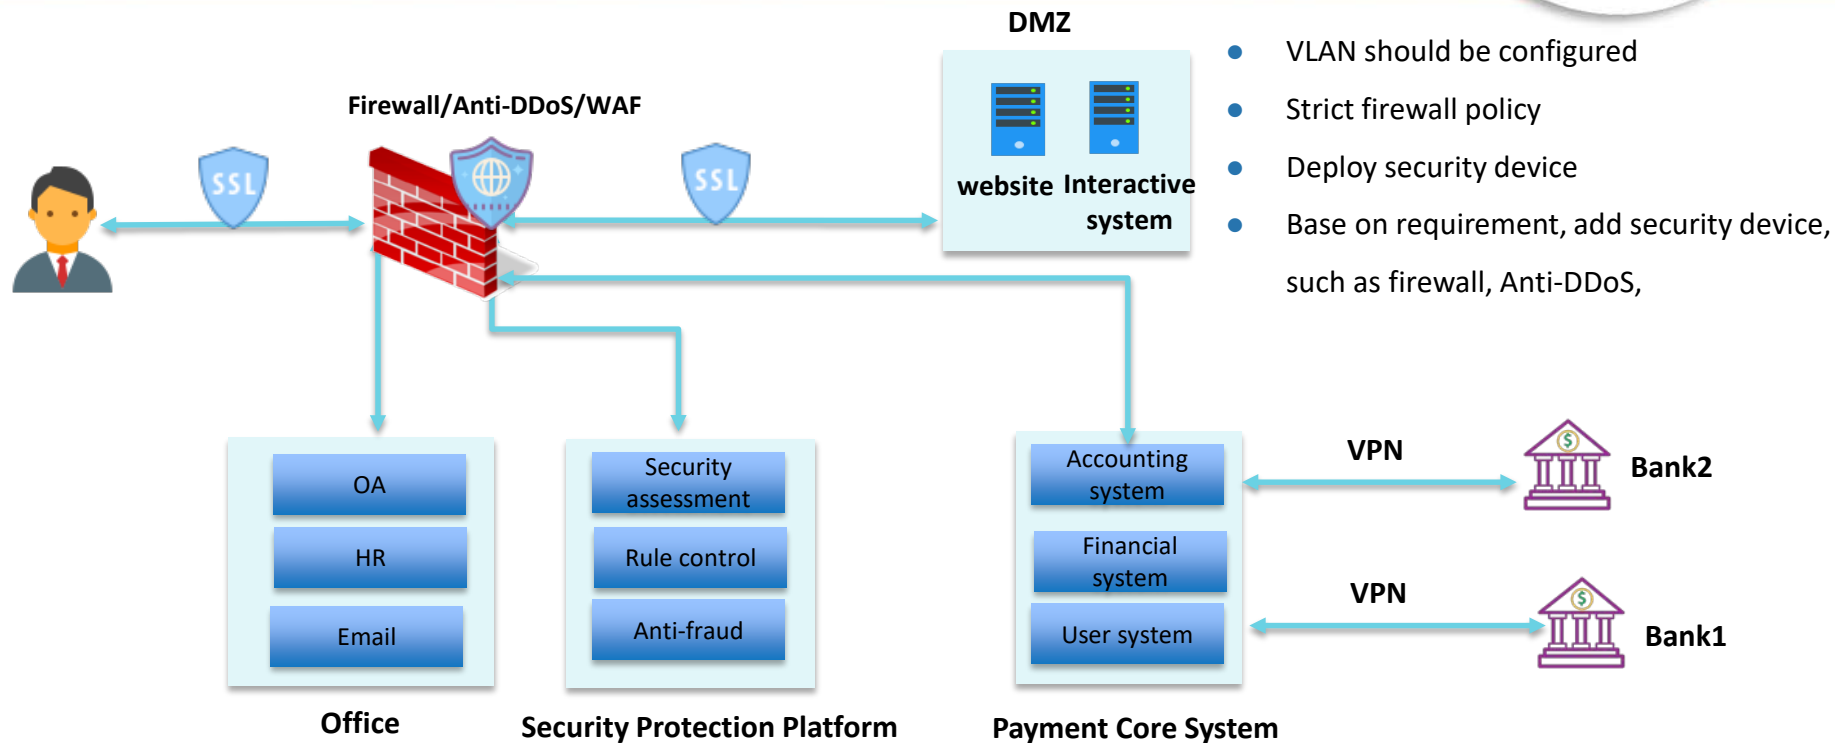 DMZ
VLAN should be configured
Strict firewall policy
Deploy security device
Base on requirement, add security device,
such as firewall, Anti-DDoS,
Firewall/Anti-DDoS/WAF
SSL
SSL
website
Interactive
system
OA
HR
Email
Office
Security
assessment
Rule control
Anti-fraud
Security Protection Platform
Accounting
system
Financial
system
User system
Payment Core System
VPN
$
Bank2
VPN
$
Bank1